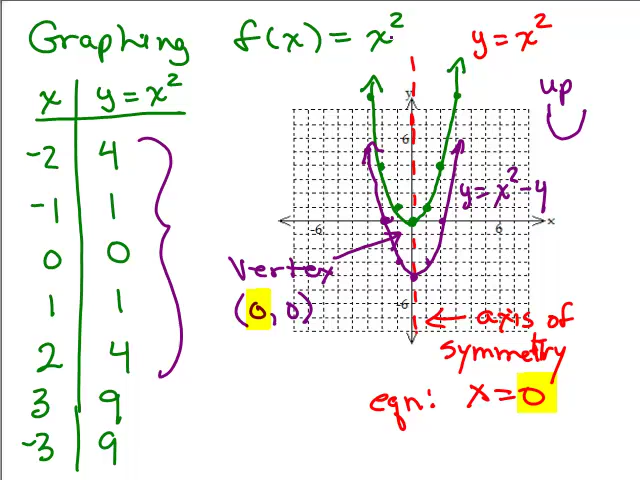 Graphing f(x) = x²
y = x²
x y = x²
-2 4
-1 1
0 0
1 1
2 4
3 9
-3 9
up
y
6
-6
6
x
-6
y = x² - 4
Vertex
(0, 0)
← axis of
symmetry
eqn: x = 0